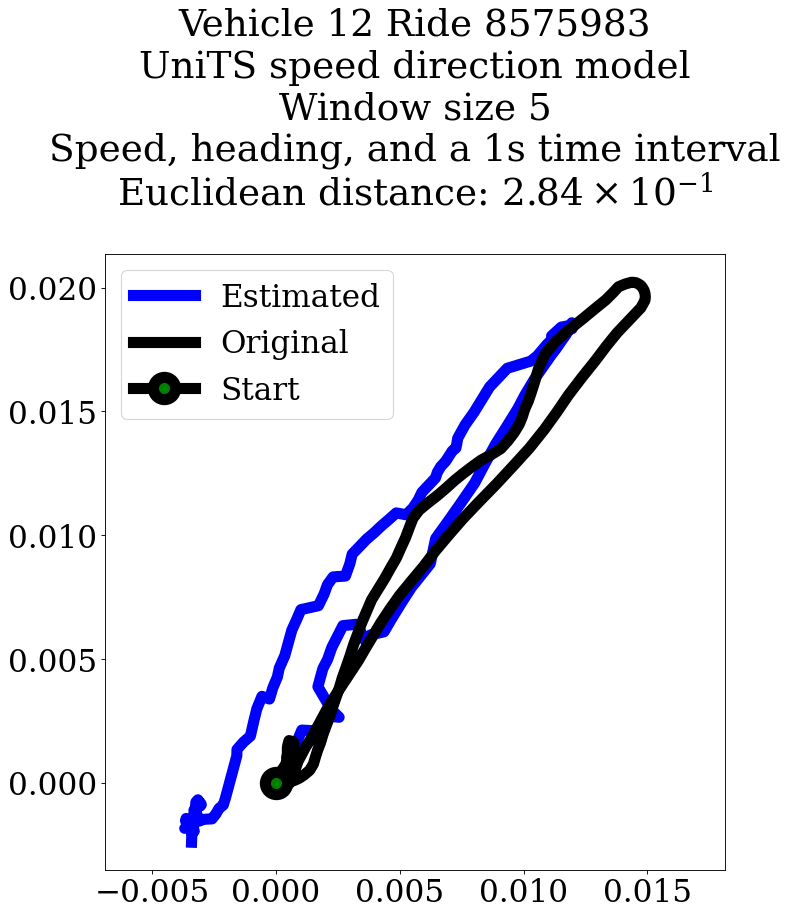 Vehicle 12 Ride 8575983
UniTS speed direction model
Window size 5
Speed, heading, and a 1s time interval
Euclidean distance: 2.84 × 10⁻¹
Estimated
Original
Start
0.020
0.015
0.010
0.005
0.000
−0.005 0.000 0.005 0.010 0.015